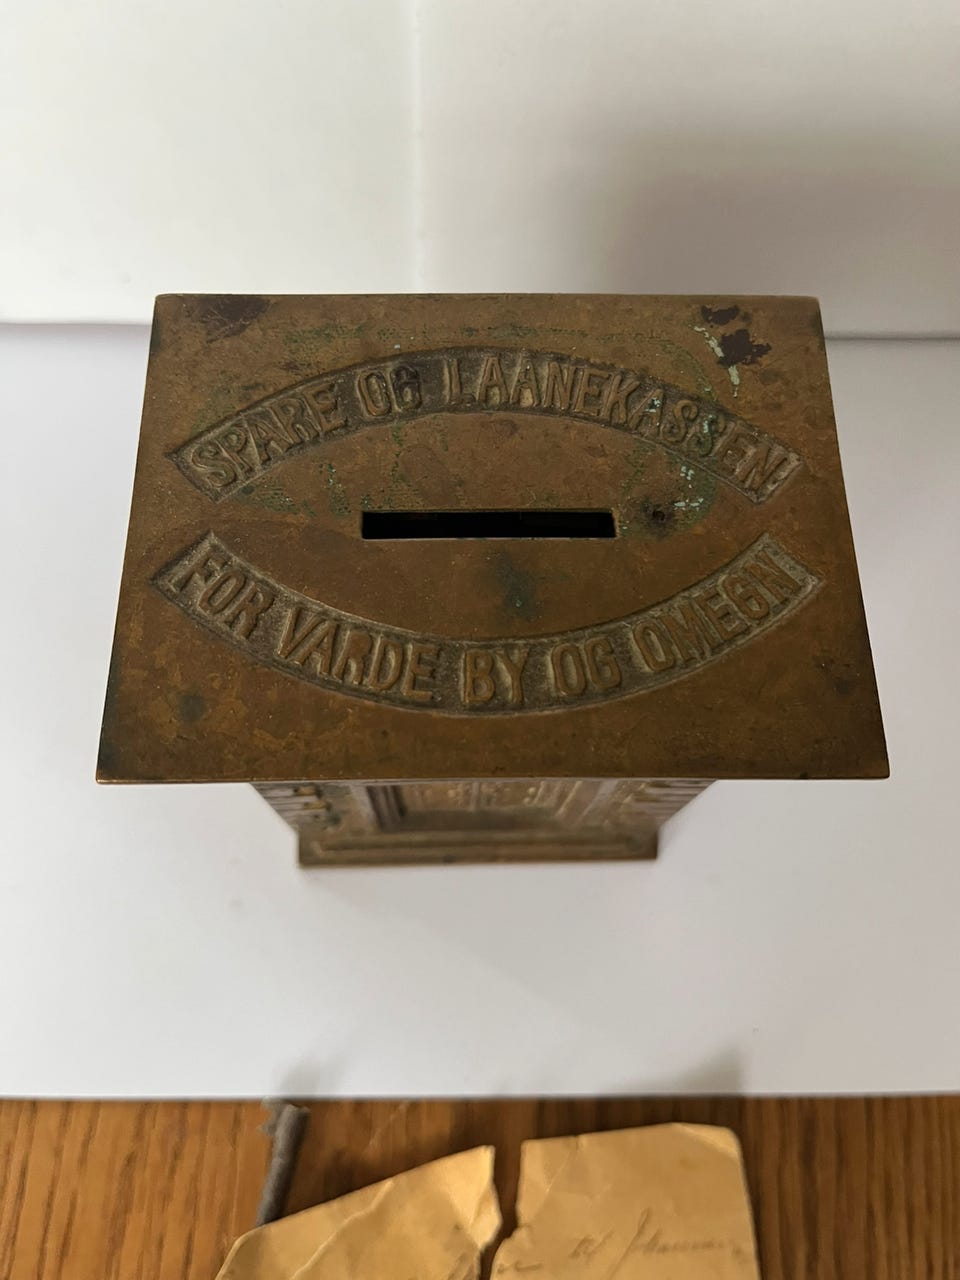 SPARE OG LAANEKASSEN
FOR VARDE BY OG OMEGN